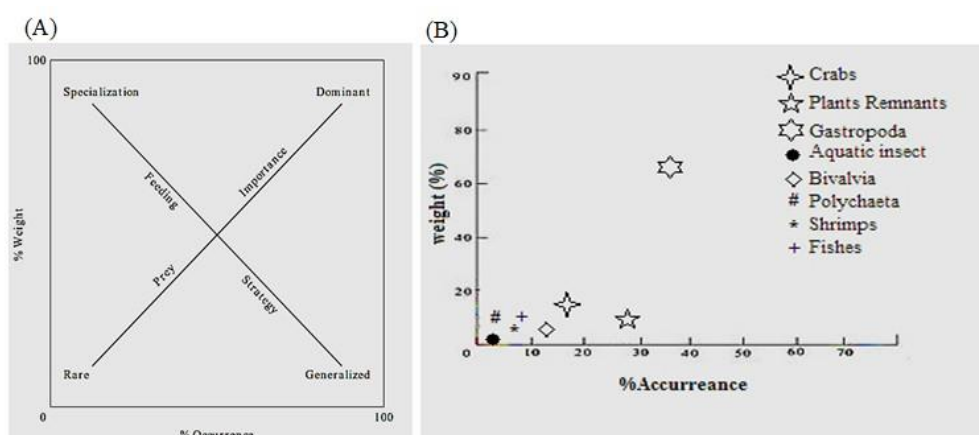 (A)
100
Specialization
Dominant
Feeding
Importance
% Weight
Prey
Strategy
Rare
Generalized
0
100
% Occurrence
(B)
90
80
60
40
20
0
10
20
30
40
50
60
70
weight (%)
%Accurreance
Crabs
Plants Remnants
Gastropoda
Aquatic insect
Bivalvia
# Polychaeta
* Shrimps
+ Fishes